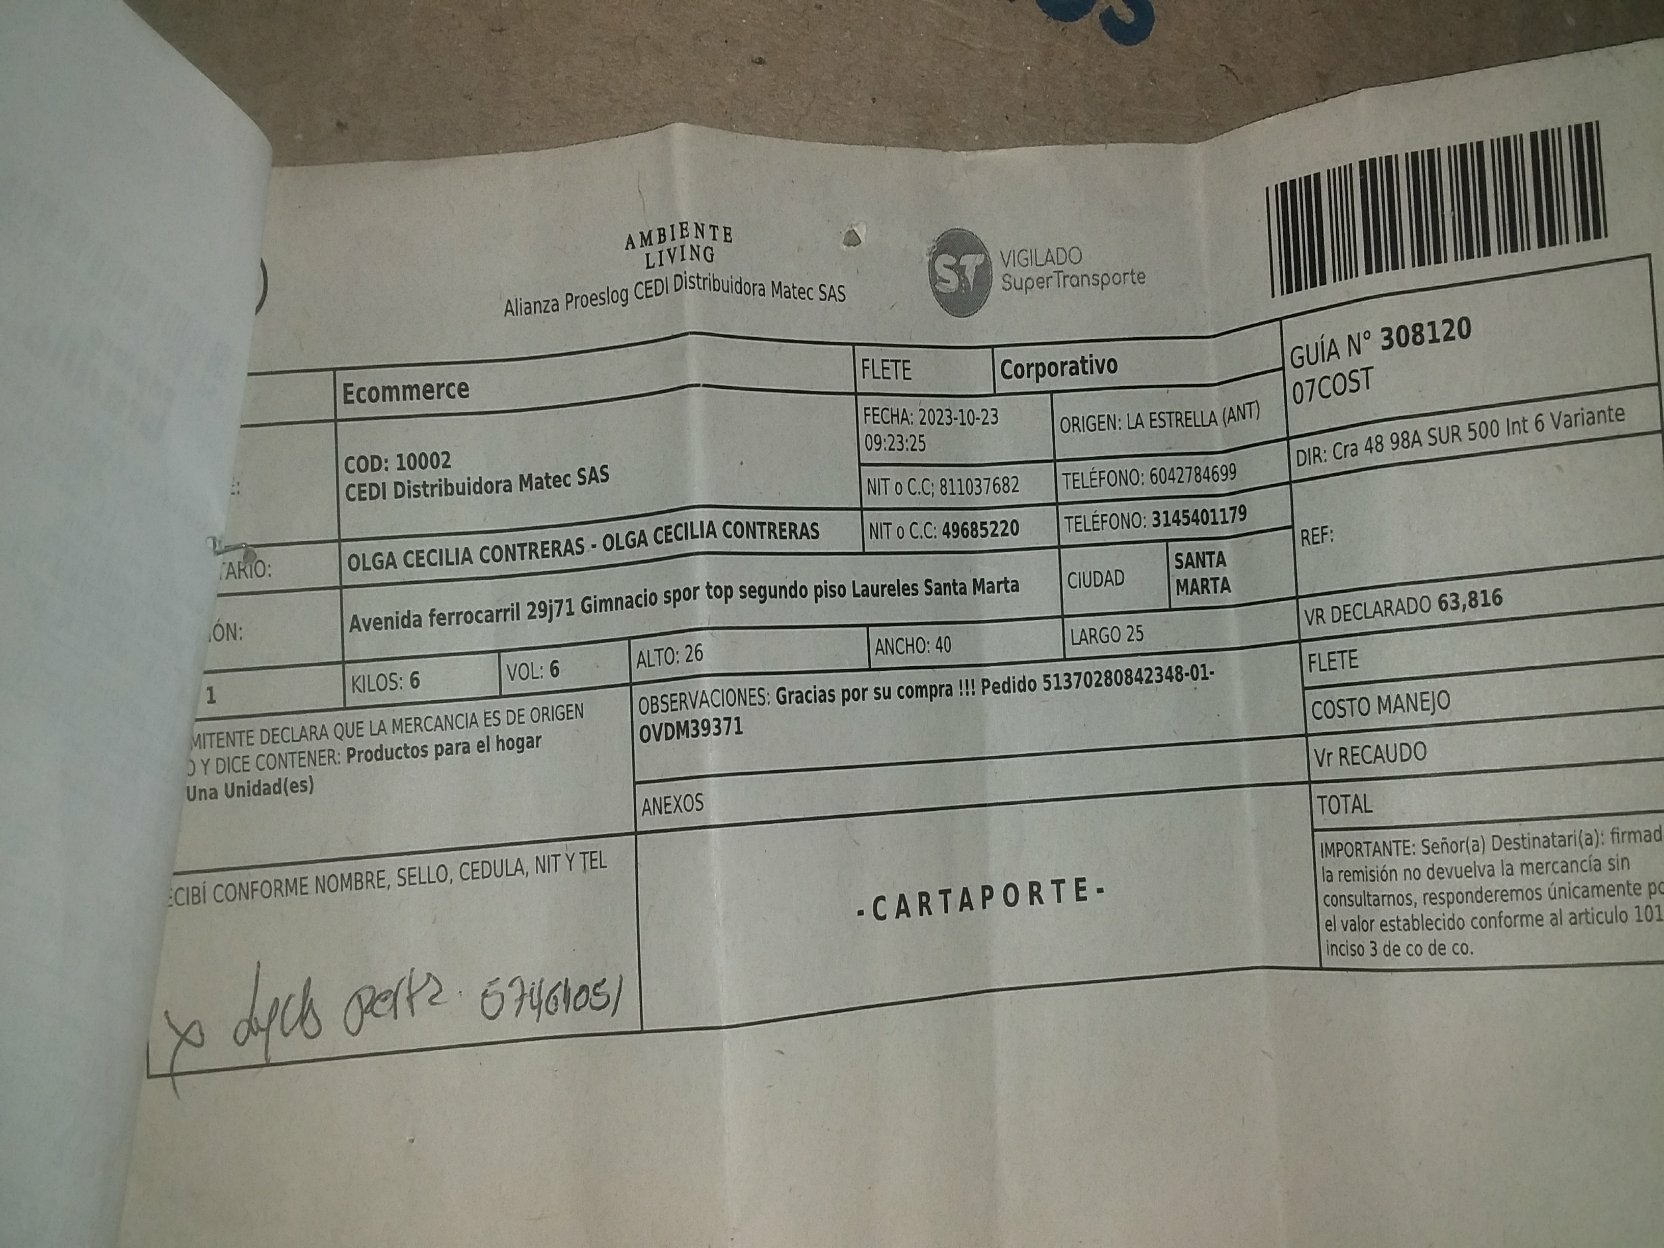 OS
AMBIENTE
LIVING
Alianza Proeslog CEDI Distribuidora Matec SAS
ST
VIGILADO
SuperTransporte
Ecommerce
FLETE
Corporativo
GUÍA N° 308120
07COST
COD: 10002
CEDI Distribuidora Matec SAS
FECHA: 2023-10-23
09:23:25
ORIGEN: LA ESTRELLA (ANT)
DIR: Cra 48 98A SUR 500 Int 6 Variante
NIT o C.C; 811037682
TELÉFONO: 6042784699
TARIO:
OLGA CECILIA CONTRERAS - OLGA CECILIA CONTRERAS
NIT o C.C: 49685220
TELÉFONO: 3145401179
REF:
IÓN:
Avenida ferrocarril 29j71 Gimnacio spor top segundo piso Laureles Santa Marta
CIUDAD
SANTA
MARTA
VR DECLARADO 63,816
1
KILOS: 6
VOL: 6
ALTO: 26
ANCHO: 40
LARGO 25
FLETE
MITENTE DECLARA QUE LA MERCANCIA ES DE ORIGEN
O Y DICE CONTENER: Productos para el hogar
Una Unidad(es)
OBSERVACIONES: Gracias por su compra !!! Pedido 51370280842348-01-
OVDM39371
COSTO MANEJO
Vr RECAUDO
ANEXOS
TOTAL
ECIBÍ CONFORME NOMBRE, SELLO, CEDULA, NIT Y TEL
-CARTAPORTE-
IMPORTANTE: Señor(a) Destinatari(a): firmad
la remisión no devuelva la mercancía sin
consultarnos, responderemos únicamente po
el valor establecido conforme al articulo 101
inciso 3 de co de co.